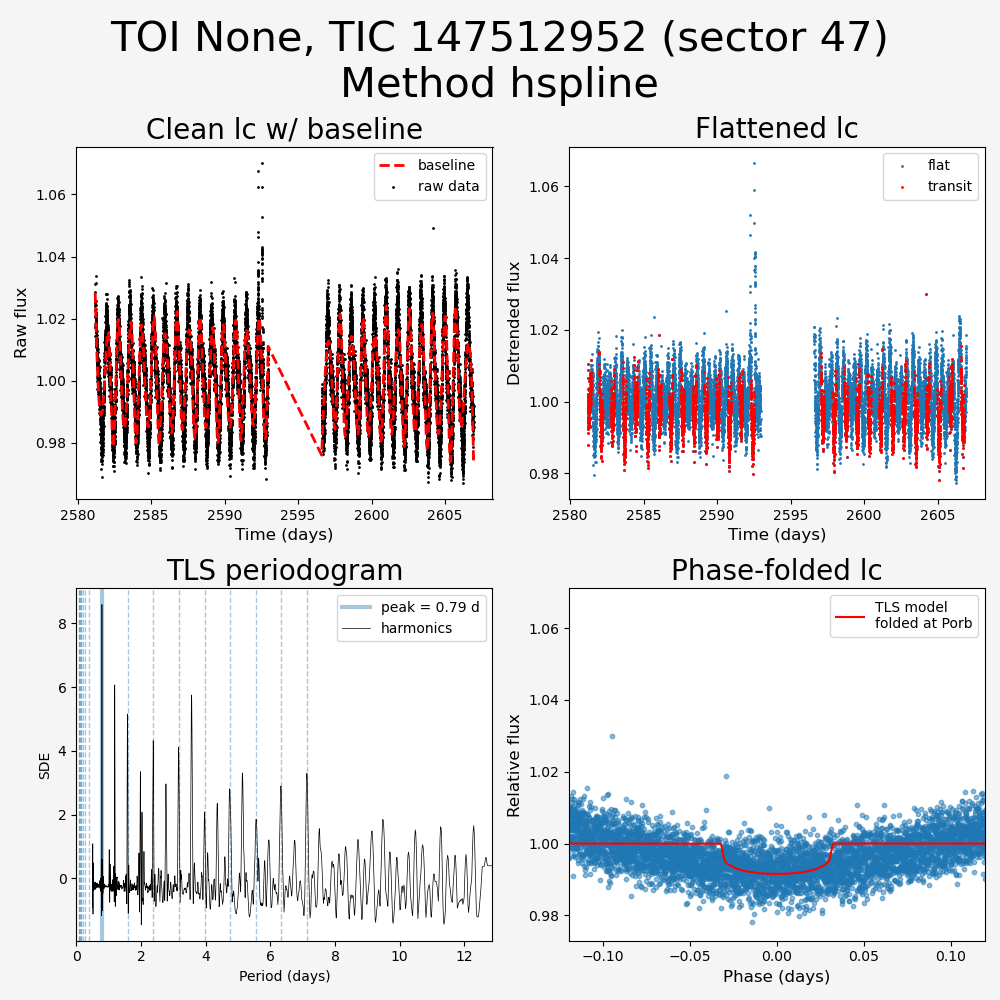 TOI None, TIC 147512952 (sector 47)
Method hspline
Clean lc w/ baseline
Flattened lc
baseline
raw data
flat
transit
1.06
1.04
1.02
1.00
0.98
Raw flux
2580
2585
2590
2595
2600
2605
Time (days)
1.06
1.04
1.02
1.00
0.98
Detrended flux
2580
2585
2590
2595
2600
2605
Time (days)
TLS periodogram
Phase-folded lc
peak = 0.79 d
harmonics
TLS model
folded at Porb
8
6
4
2
0
SDE
0
2
4
6
8
10
12
Period (days)
1.06
1.04
1.02
1.00
0.98
Relative flux
−0.10
−0.05
0.00
0.05
0.10
Phase (days)